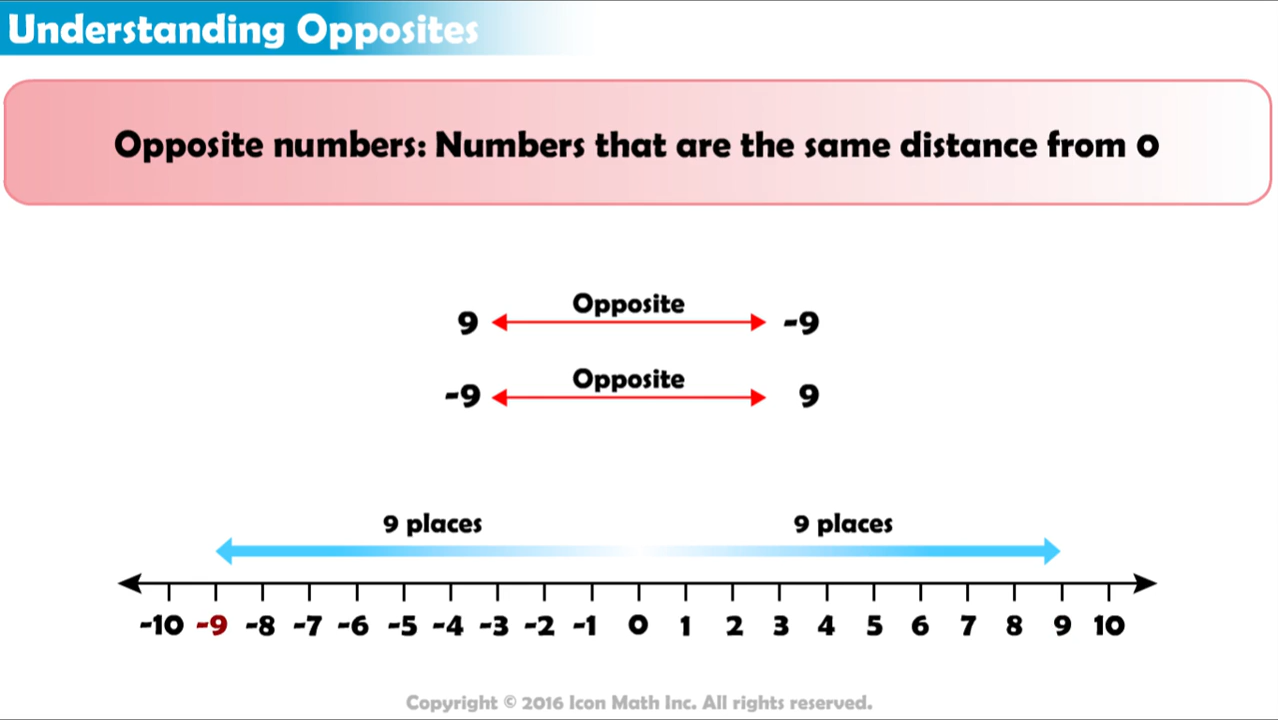 Understanding Opposites
Opposite numbers: Numbers that are the same distance from 0
Opposite
9 -9
Opposite
-9 9
9 places 9 places
-10 -9 -8 -7 -6 -5 -4 -3 -2 -1 0 1 2 3 4 5 6 7 8 9 10
Copyright © 2016 Icon Math Inc. All rights reserved.